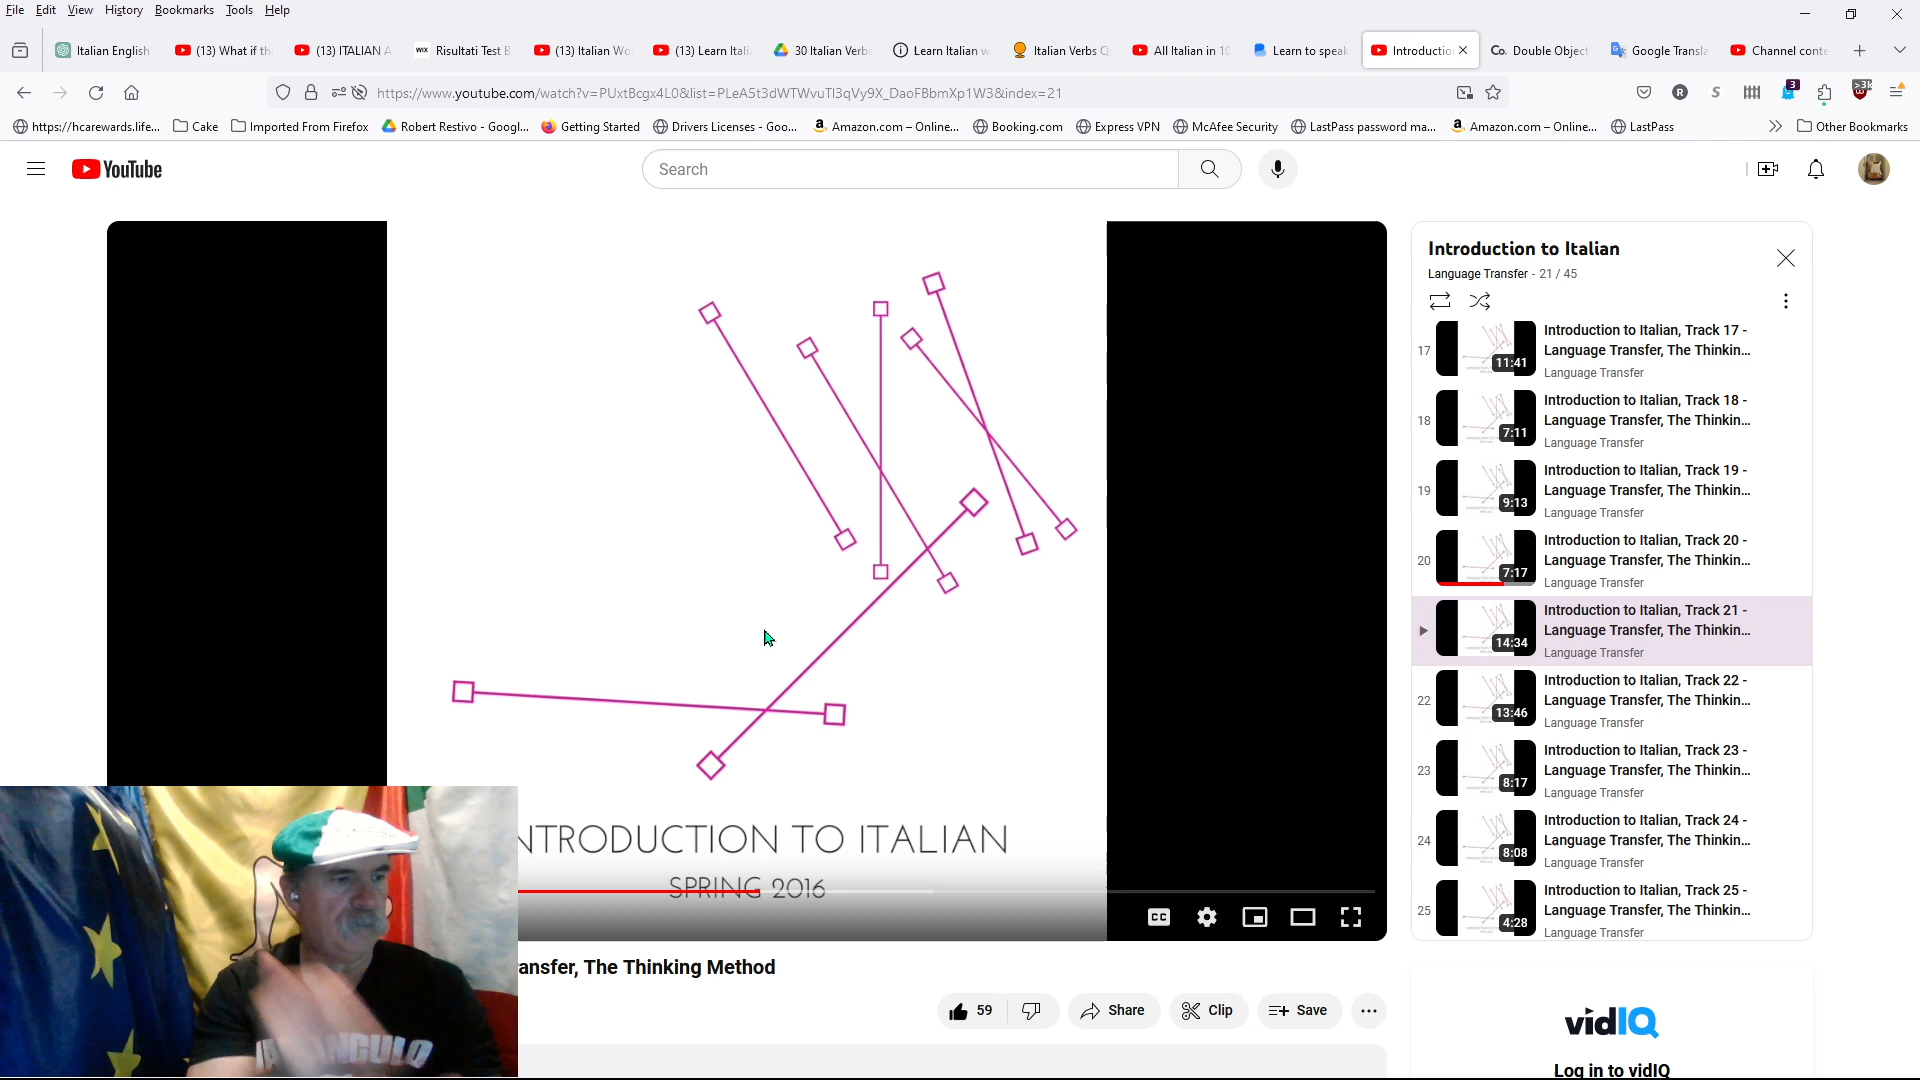 File Edit View History Bookmarks Tools Help
Italian English
(13) What if th
(13) ITALIAN A
Risultati Test B
(13) Italian Wo
(13) Learn Itali
30 Italian Verbs
Learn Italian w
Italian Verbs Q
All Italian in 10
Learn to speak
Introductio
Double Object
Google Transla
Channel conte
https://www.youtube.com/watch?v=PUxtBcgx4L0&list=PLeA5t3dWTWvuTl3qVy9X_DaoFBbmXp1W3&index=21
https://hcarewards.life... Cake Imported From Firefox Robert Restivo - Googl... Getting Started Drivers Licenses - Goo... Amazon.com – Online... Booking.com Express VPN McAfee Security LastPass password ma... Amazon.com – Online... LastPass Other Bookmarks
YouTube
Search
Introduction to Italian
Language Transfer - 21 / 45
17
11:41
Introduction to Italian, Track 17 -
Language Transfer, The Thinkin...
Language Transfer
18
7:11
Introduction to Italian, Track 18 -
Language Transfer, The Thinkin...
Language Transfer
19
9:13
Introduction to Italian, Track 19 -
Language Transfer, The Thinkin...
Language Transfer
20
7:17
Introduction to Italian, Track 20 -
Language Transfer, The Thinkin...
Language Transfer
14:34
Introduction to Italian, Track 21 -
Language Transfer, The Thinkin...
Language Transfer
22
13:46
Introduction to Italian, Track 22 -
Language Transfer, The Thinkin...
Language Transfer
23
8:17
Introduction to Italian, Track 23 -
Language Transfer, The Thinkin...
Language Transfer
24
8:08
Introduction to Italian, Track 24 -
Language Transfer, The Thinkin...
Language Transfer
25
4:28
Introduction to Italian, Track 25 -
Language Transfer, The Thinkin...
Language Transfer
NTRODUCTION TO ITALIAN
SPRING 2016
ansfer, The Thinking Method
59
Share
Clip
Save
vidIQ
Log in to vidIQ